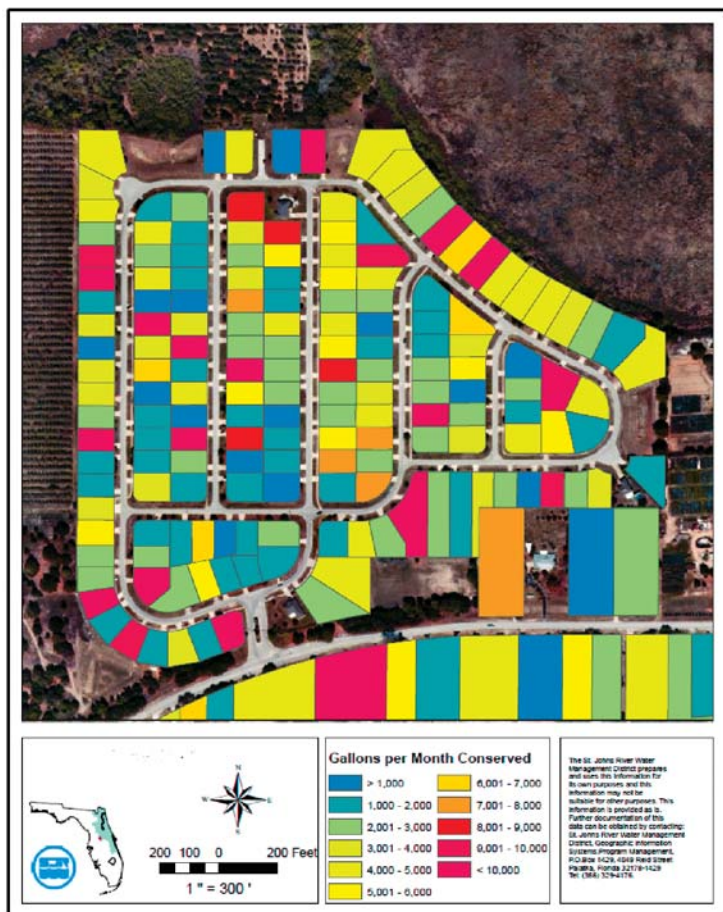 Gallons per Month Conserved
> 1,000
1,000 - 2,000
2,001 - 3,000
3,001 - 4,000
4,000 - 5,000
5,001 - 6,000
6,001 - 7,000
7,001 - 8,000
8,001 - 9,000
9,001 - 10,000
< 10,000
N
W E
S
200 0 200 Feet
1 " = 300 '
The St. Johns River Water
Management District prepares
and uses this information for
its own purposes and this
information may not be
suitable for other purposes. This
information is provided as is.
Further documentation of this
data can be obtained by contacting:
St. Johns River Water Management
District, Geographic Information
Systems Program Management,
P.O.Box 1429, 4049 Reid Street
Palatka, Florida 32178-1429
Tel: (386) 329-4176.